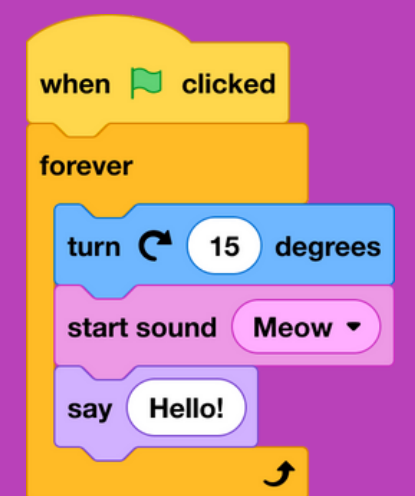 when clicked
forever
turn 15 degrees
start sound Meow
say Hello!